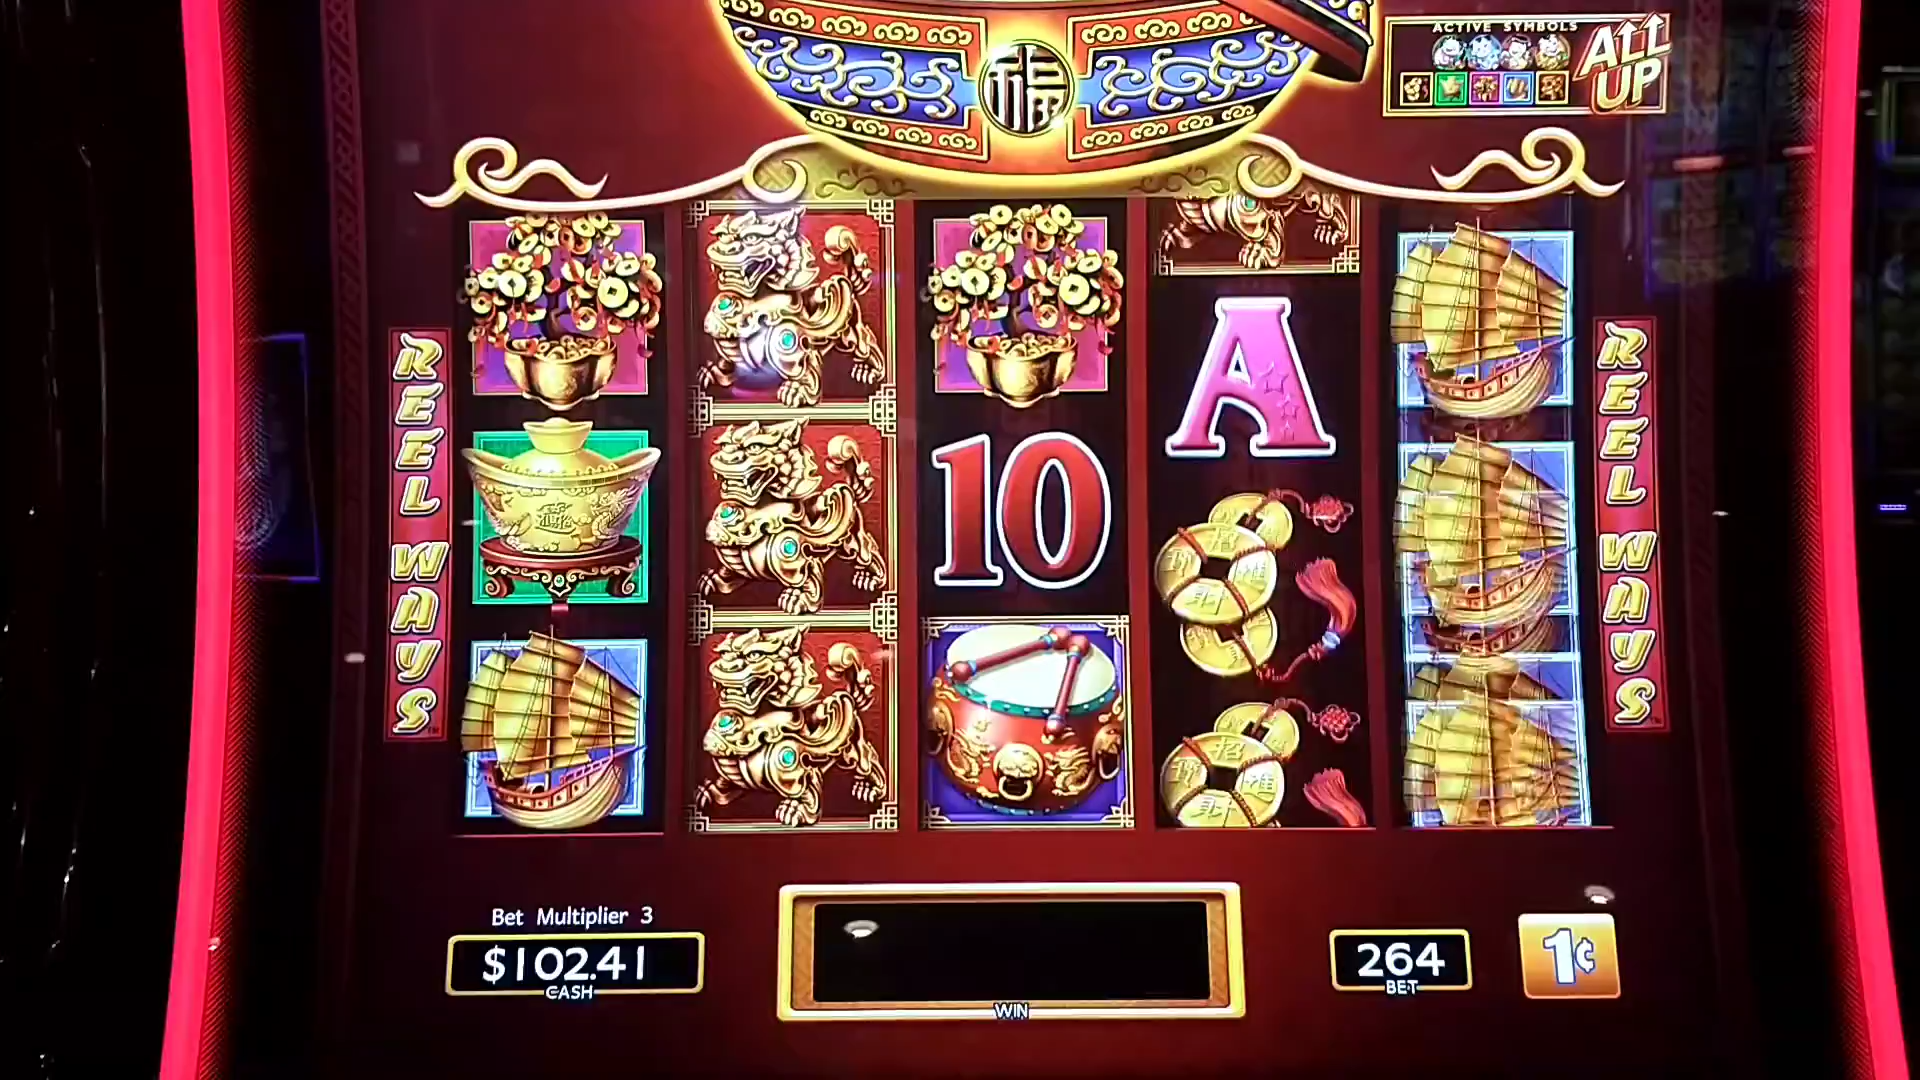 ACTIVE SYMBOLS
ALL UP
福
REEL WAYS
REEL WAYS
10
A
Bet Multiplier 3
$102.41
CASH
WIN
264
BET
1¢